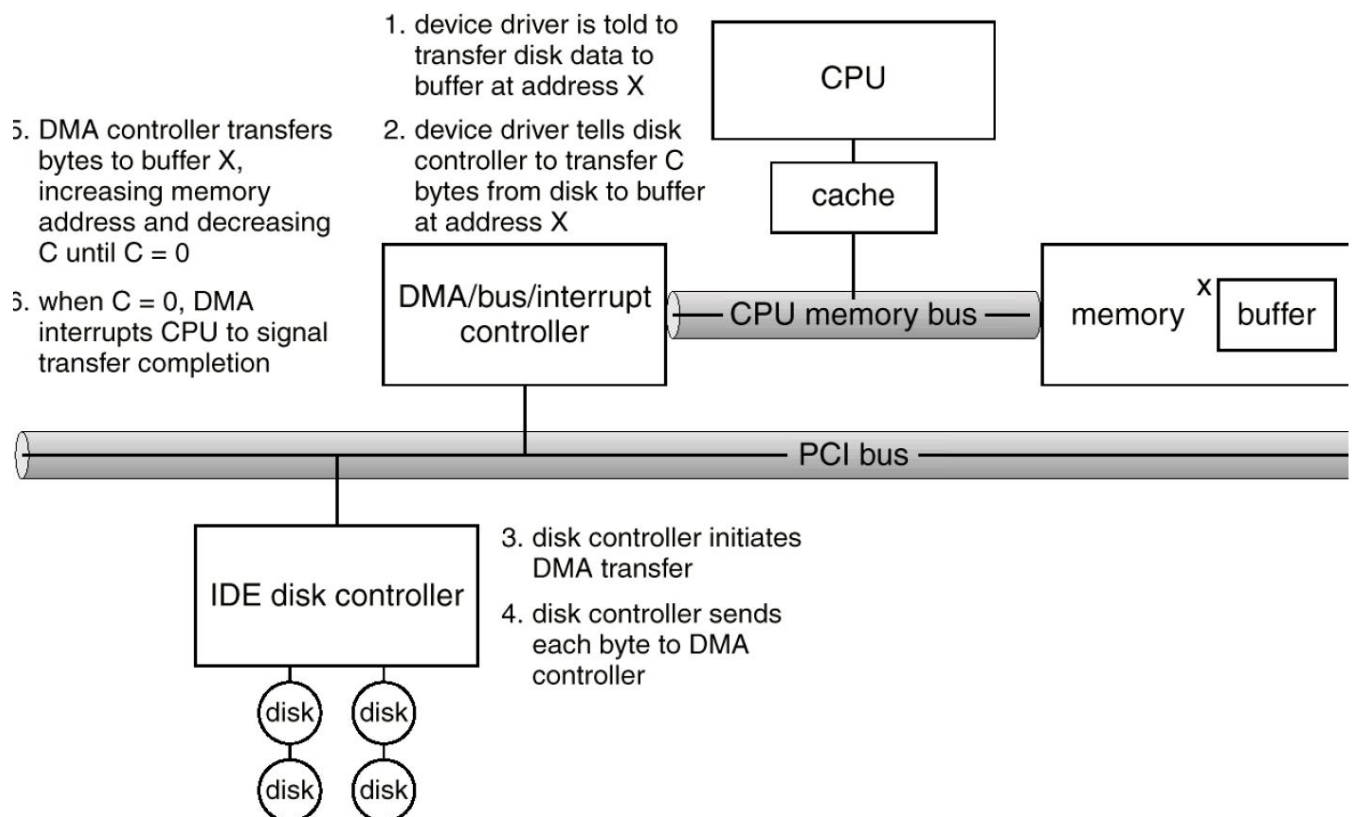 1. device driver is told to
transfer disk data to
buffer at address X
CPU
5. DMA controller transfers
bytes to buffer X,
increasing memory
address and decreasing
C until C = 0
2. device driver tells disk
controller to transfer C
bytes from disk to buffer
at address X
cache
6. when C = 0, DMA
interrupts CPU to signal
transfer completion
DMA/bus/interrupt
controller
CPU memory bus
memory
x
buffer
PCI bus
IDE disk controller
3. disk controller initiates
DMA transfer
4. disk controller sends
each byte to DMA
controller
disk
disk
disk
disk